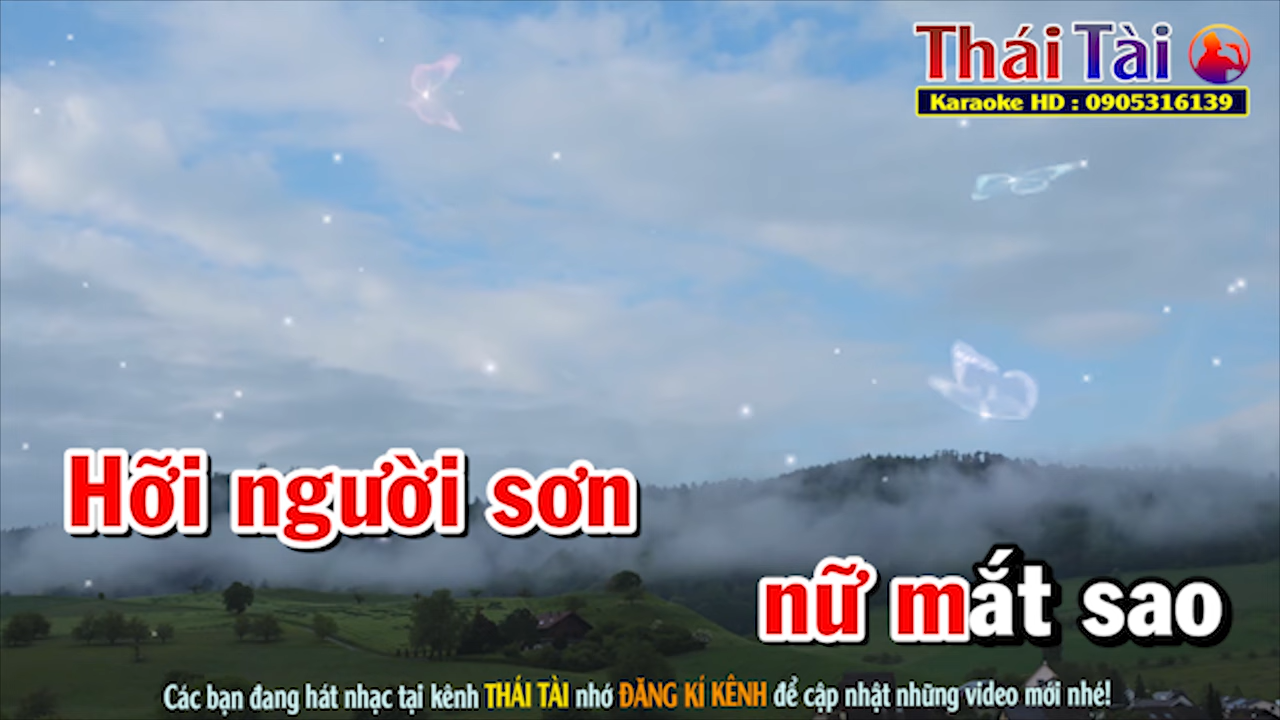 Thái Tài
Karaoke HD : 0905316139
Hỡi người sơn
nữ mắt sao
Các bạn đang hát nhạc tại kênh THÁI TÀI nhớ ĐĂNG KÍ KÊNH để cập nhật những video mới nhé!